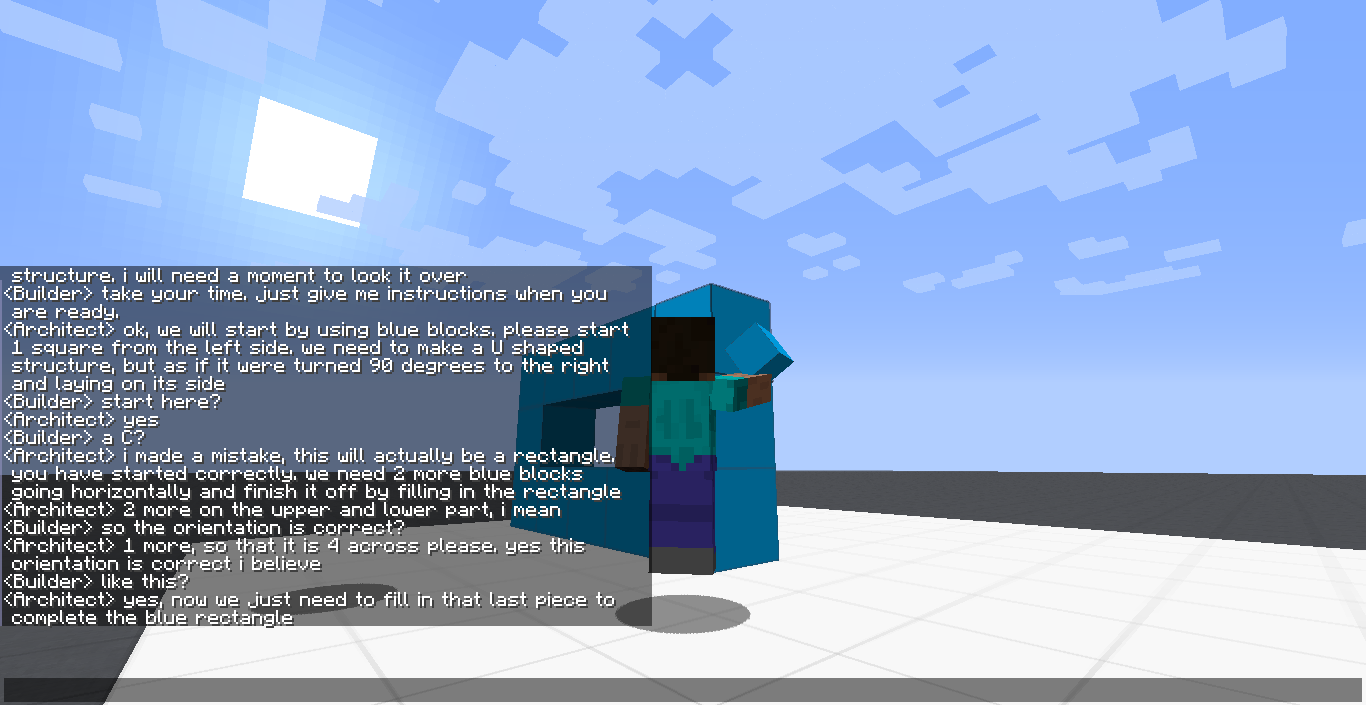 structure. i will need a moment to look it over
<Builder> take your time. just give me instructions when you
are ready.
<Architect> ok, we will start by using blue blocks. please start
1 square from the left side. we need to make a U shaped
structure, but as if it were turned 90 degrees to the right
and laying on its side
<Builder> start here?
<Architect> yes
<Builder> a C?
<Architect> i made a mistake, this will actually be a rectangle.
you have started correctly. we need 2 more blue blocks
going horizontally and finish it off by filling in the rectangle
<Architect> 2 more on the upper and lower part, i mean
<Builder> so the orientation is correct?
<Architect> 1 more, so that it is 4 across please. yes this
orientation is correct i believe
<Builder> like this?
<Architect> yes, now we just need to fill in that last piece to
complete the blue rectangle